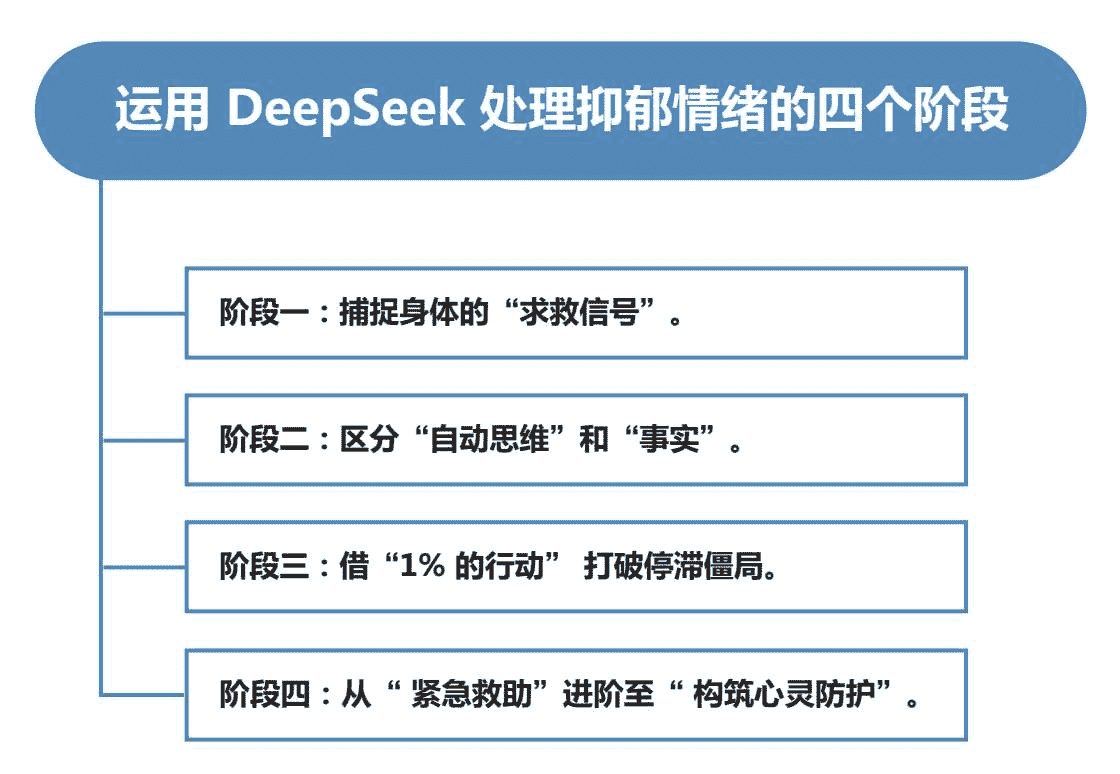 运用 DeepSeek 处理抑郁情绪的四个阶段
阶段一：捕捉身体的“求救信号”。
阶段二：区分“自动思维”和“事实”。
阶段三：借“1% 的行动” 打破停滞僵局。
阶段四：从“ 紧急救助”进阶至“ 构筑心灵防护”。